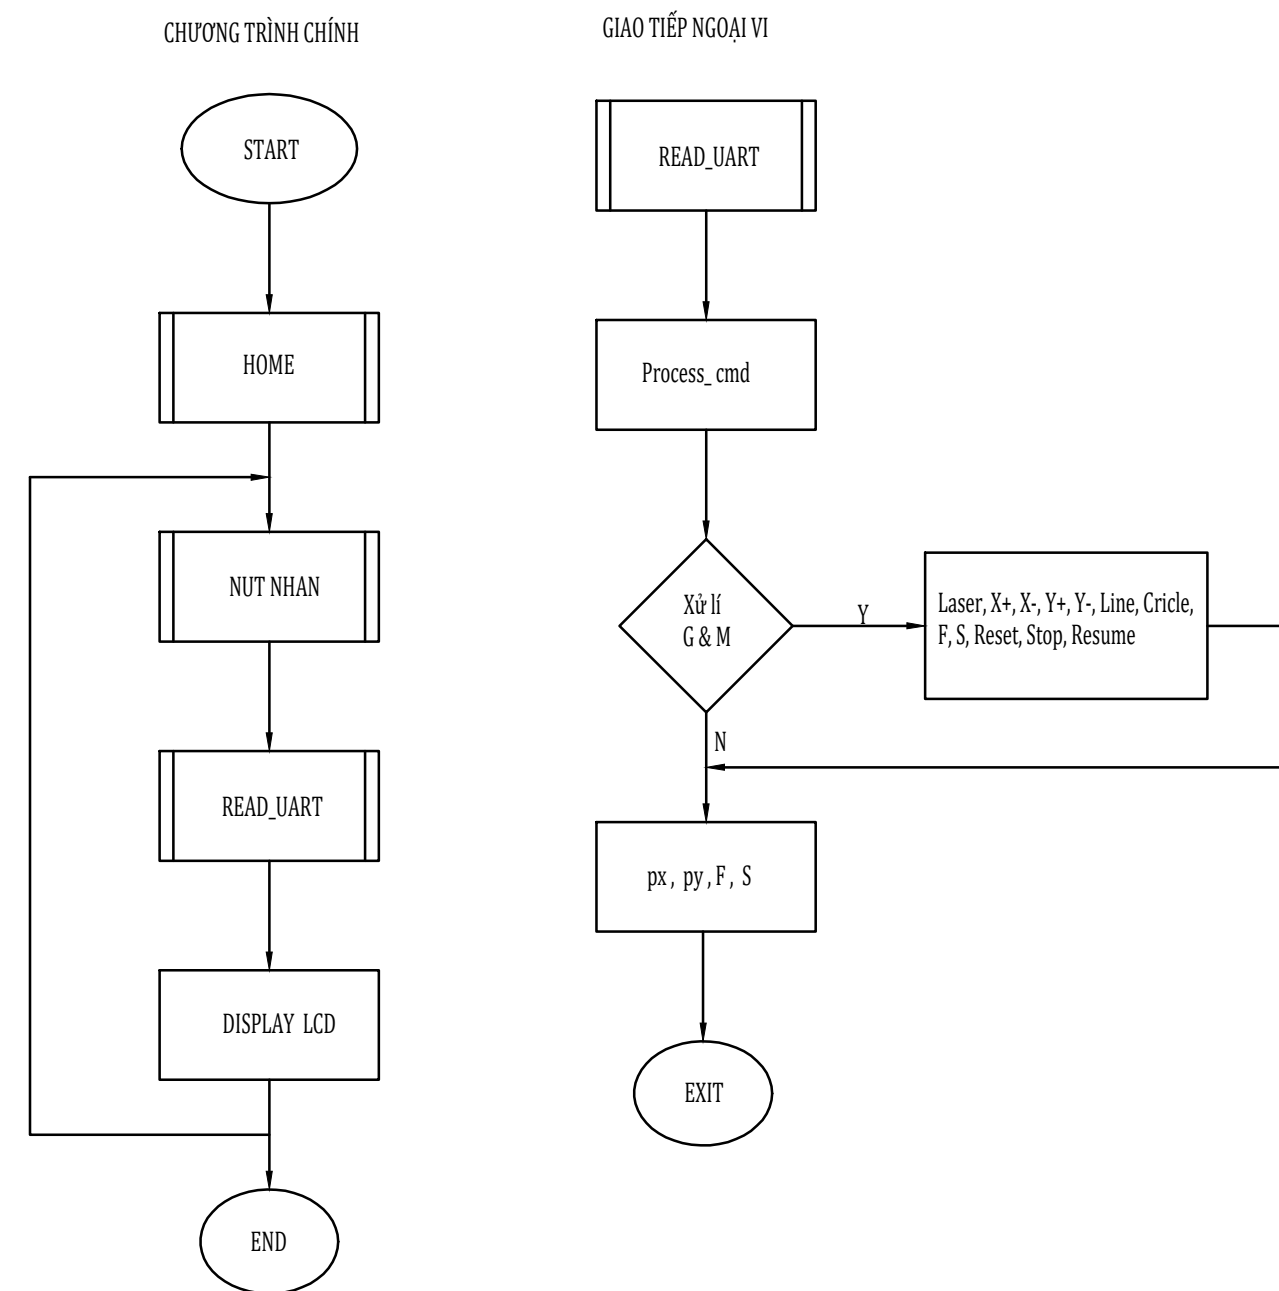 CHƯƠNG TRÌNH CHÍNH
START
HOME
NUT NHAN
READ_UART
DISPLAY LCD
END
GIAO TIẾP NGOẠI VI
READ_UART
Process_ cmd
Xử lí
G & M
Y
Laser, X+, X-, Y+, Y-, Line, Cricle,
F, S, Reset, Stop, Resume
N
px , py , F , S
EXIT